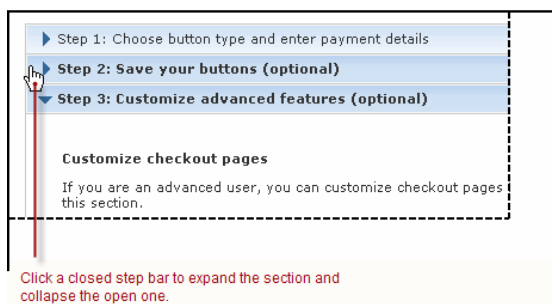 Step 1: Choose button type and enter payment details
Step 2: Save your buttons (optional)
Step 3: Customize advanced features (optional)
Customize checkout pages
If you are an advanced user, you can customize checkout pages
this section.
Click a closed step bar to expand the section and
collapse the open one.